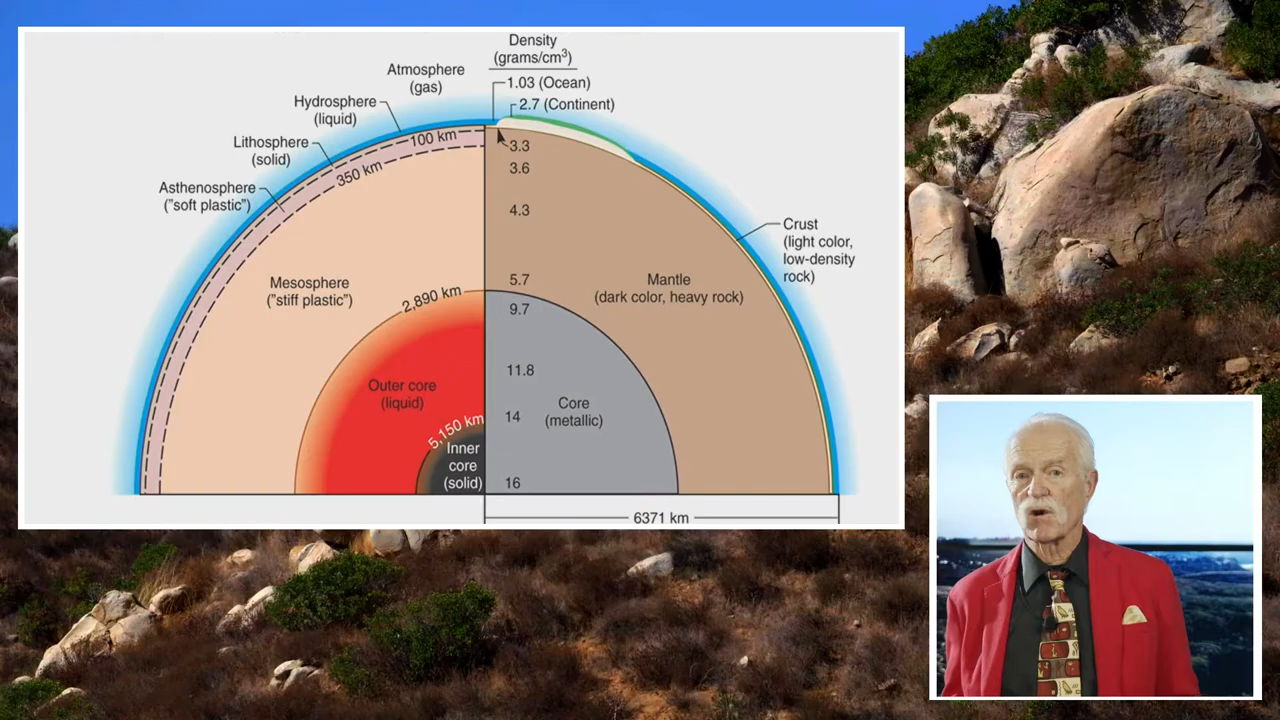 Density
(grams/cm³)
Atmosphere
(gas)
1.03 (Ocean)
Hydrosphere
(liquid)
2.7 (Continent)
Lithosphere
(solid)
100 km
3.3
350 km
3.6
Asthenosphere
("soft plastic")
4.3
Crust
(light color,
low-density
rock)
Mesosphere
("stiff plastic")
5.7
Mantle
(dark color, heavy rock)
2,890 km
9.7
11.8
Outer core
(liquid)
14
Core
(metallic)
5,150 km
Inner
core
(solid)
16
6371 km